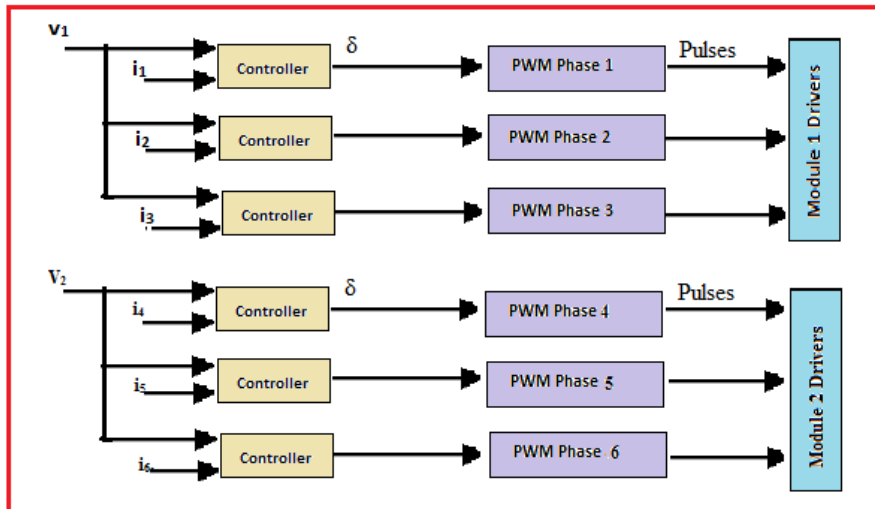 v₁
δ
Pulses
i₁
Controller
PWM Phase 1
i₂
Controller
PWM Phase 2
i₃
Controller
PWM Phase 3
Module 1 Drivers
V₂
δ
Pulses
i₄
Controller
PWM Phase 4
i₅
Controller
PWM Phase 5
i₆
Controller
PWM Phase 6
Module 2 Drivers